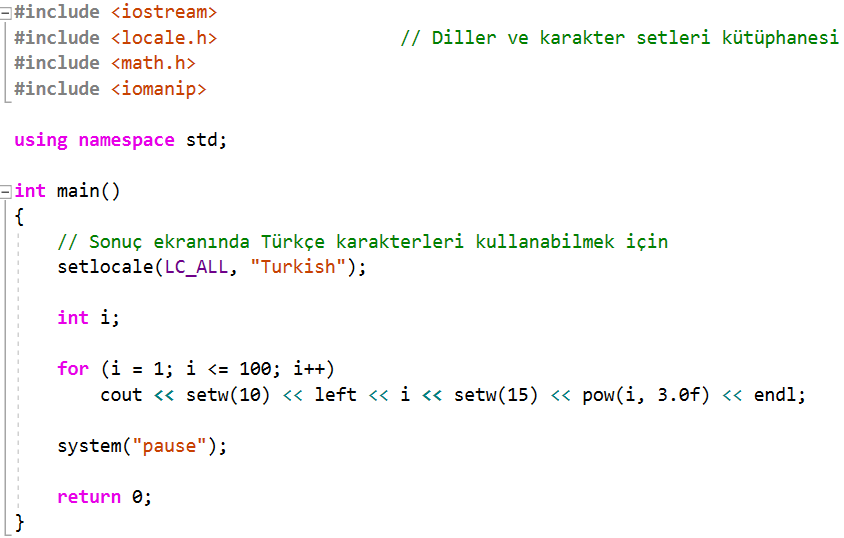 #include <iostream>
#include <locale.h>                 // Diller ve karakter setleri kütüphanesi
#include <math.h>
#include <iomanip>
using namespace std;
int main()
{
    // Sonuç ekranında Türkçe karakterleri kullanabilmek için
    setlocale(LC_ALL, "Turkish");
    int i;
    for (i = 1; i <= 100; i++)
        cout << setw(10) << left << i << setw(15) << pow(i, 3.0f) << endl;
    system("pause");
    return 0;
}